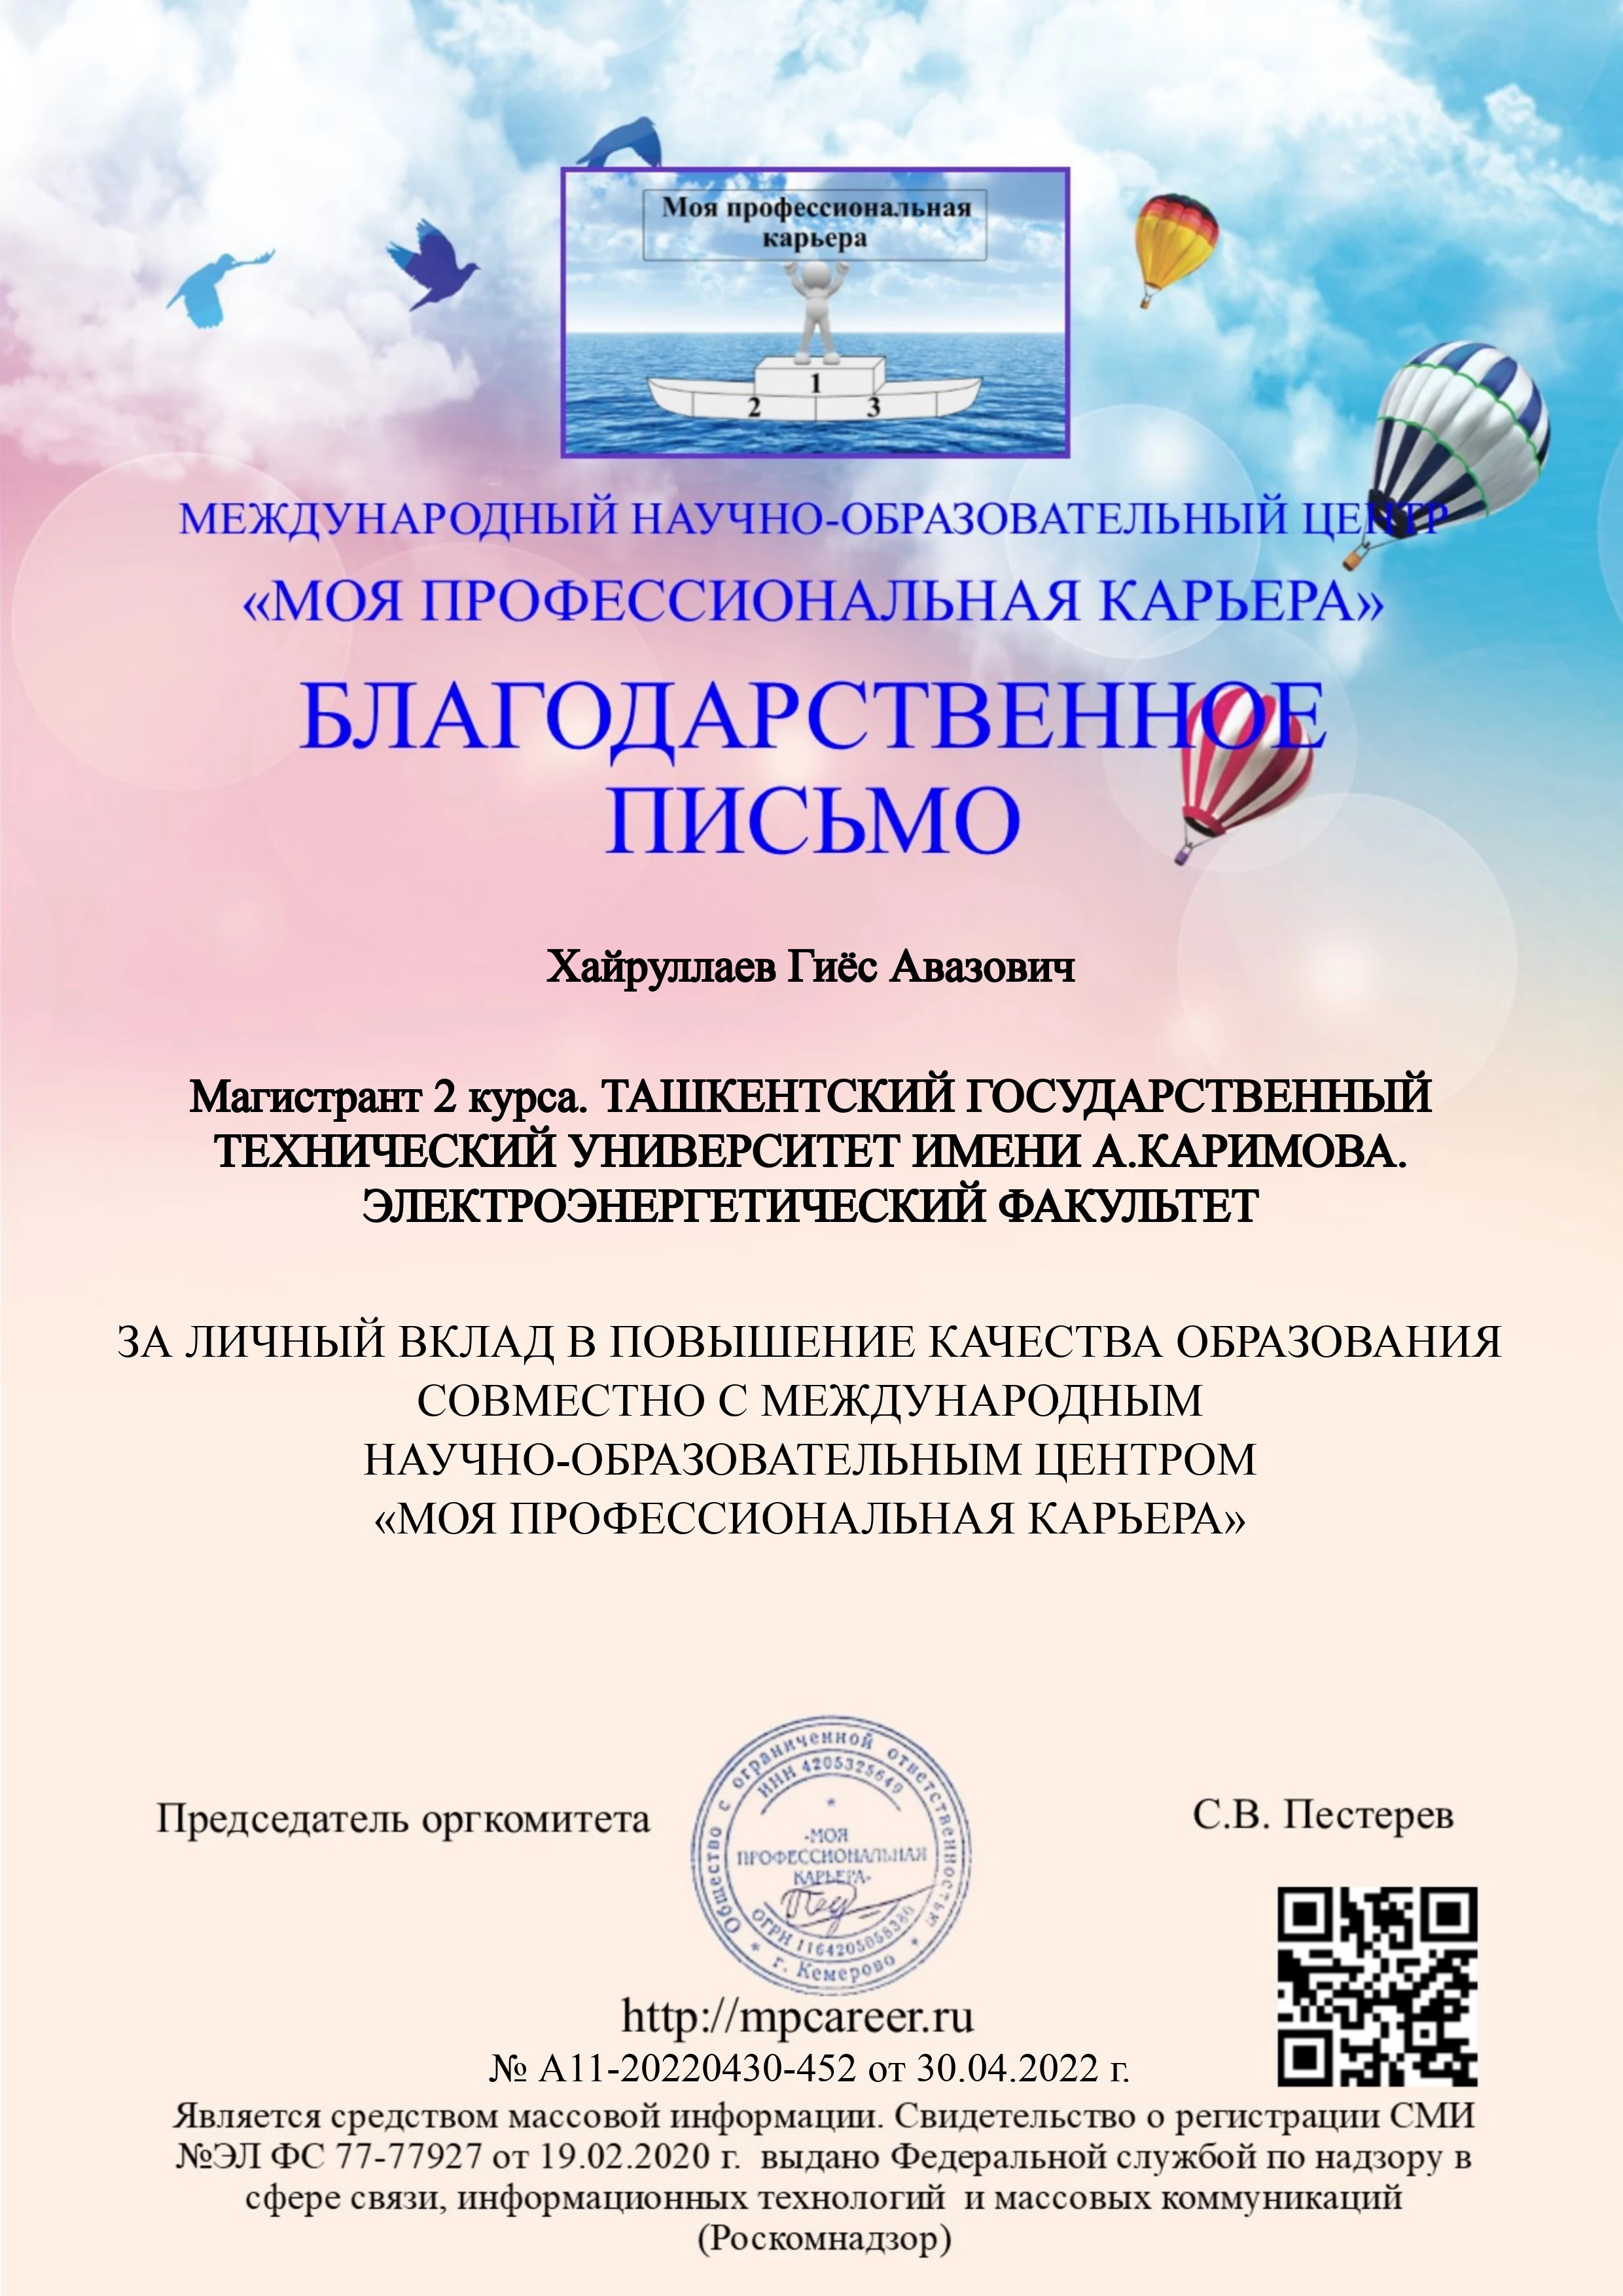 Моя профессиональная
карьера
1
2
3
МЕЖДУНАРОДНЫЙ НАУЧНО-ОБРАЗОВАТЕЛЬНЫЙ ЦЕНТР
«МОЯ ПРОФЕССИОНАЛЬНАЯ КАРЬЕРА»
БЛАГОДАРСТВЕННОЕ
ПИСЬМО
Хайруллаев Гиёс Авазович
Магистрант 2 курса. ТАШКЕНТСКИЙ ГОСУДАРСТВЕННЫЙ
ТЕХНИЧЕСКИЙ УНИВЕРСИТЕТ ИМЕНИ А.КАРИМОВА.
ЭЛЕКТРОЭНЕРГЕТИЧЕСКИЙ ФАКУЛЬТЕТ
ЗА ЛИЧНЫЙ ВКЛАД В ПОВЫШЕНИЕ КАЧЕСТВА ОБРАЗОВАНИЯ
СОВМЕСТНО С МЕЖДУНАРОДНЫМ
НАУЧНО-ОБРАЗОВАТЕЛЬНЫМ ЦЕНТРОМ
«МОЯ ПРОФЕССИОНАЛЬНАЯ КАРЬЕРА»
Председатель оргкомитета
Общество с ограниченной ответственностью
ИНН 4205325649
«МОЯ
ПРОФЕССИОНАЛЬНАЯ
КАРЬЕРА»
ОГРН 1164205058380
г. Кемерово
С.В. Пестерев
http://mpcareer.ru
№ А11-20220430-452 от 30.04.2022 г.
Является средством массовой информации. Свидетельство о регистрации СМИ
№ЭЛ ФС 77-77927 от 19.02.2020 г. выдано Федеральной службой по надзору в
сфере связи, информационных технологий и массовых коммуникаций
(Роскомнадзор)